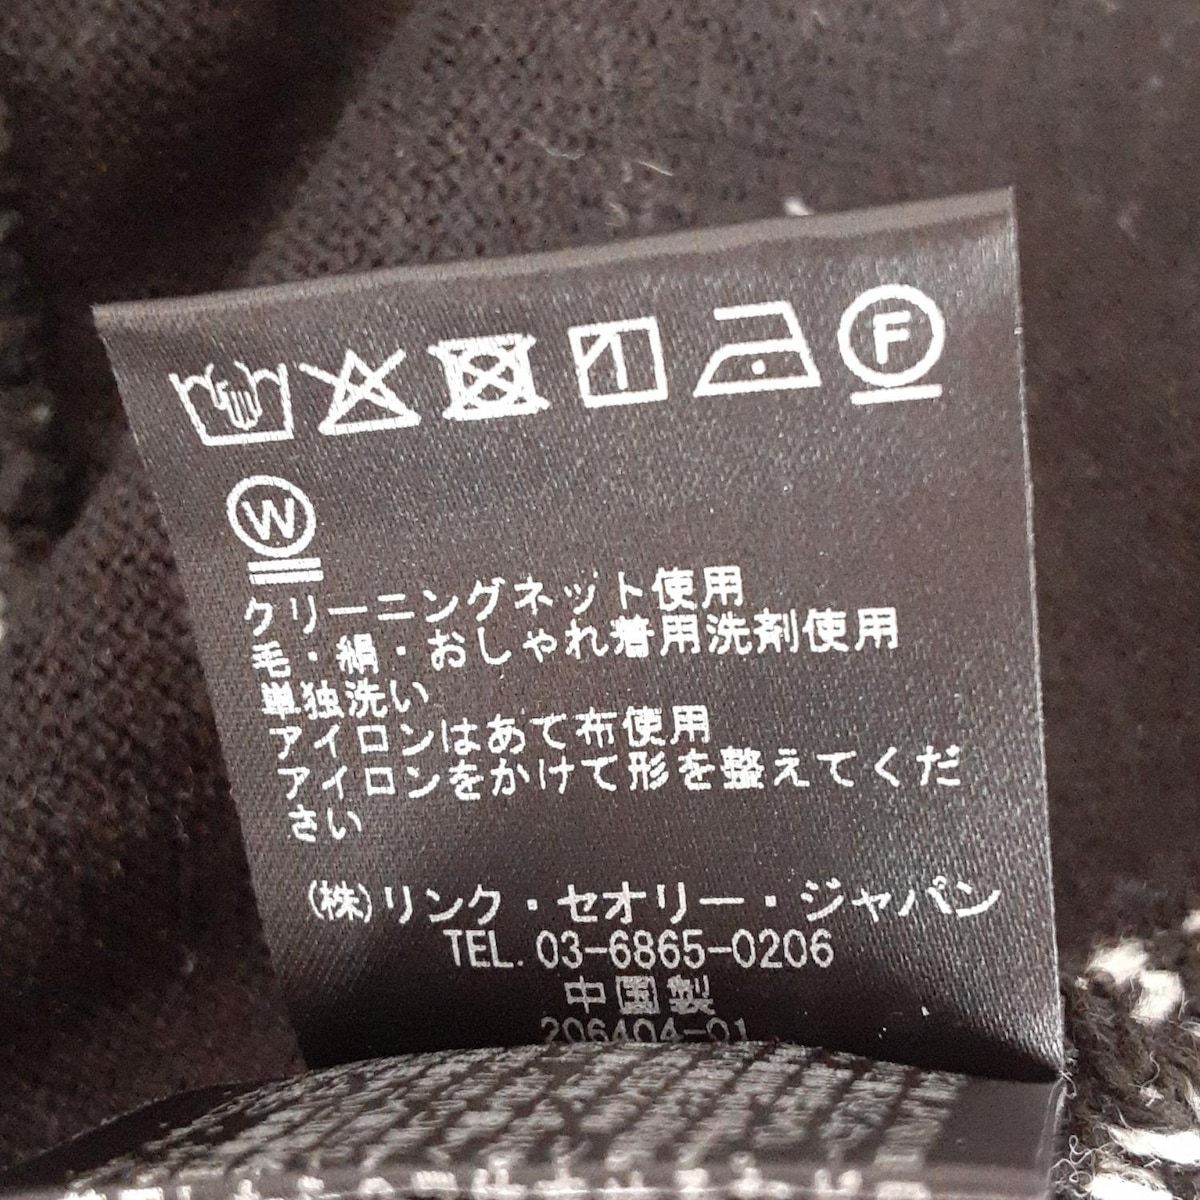 F
W
クリーニングネット使用
毛・絹・おしゃれ着用洗剤使用
単独洗い
アイロンはあて布使用
アイロンをかけて形を整えてくだ
さい
(株)リンク・セオリー・ジャパン
TEL. 03-6865-0206
中国製
206404-01